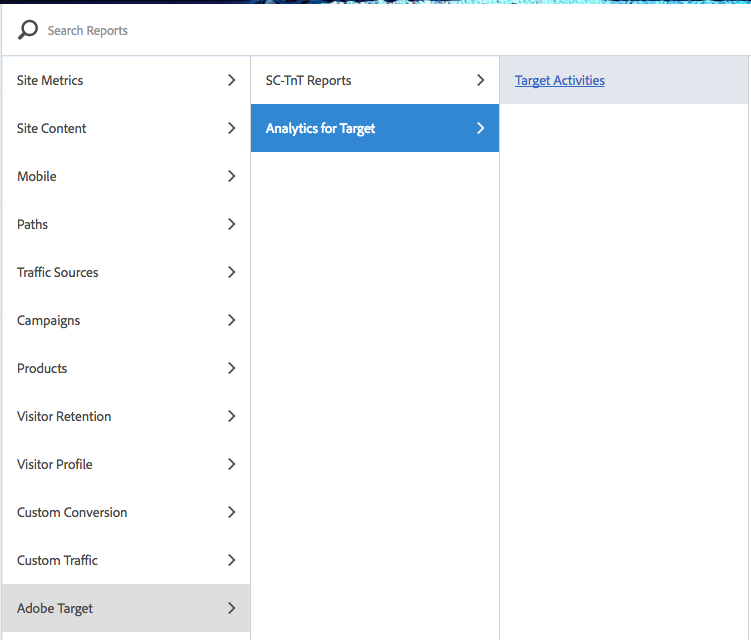 Search Reports
Site Metrics
Site Content
Mobile
Paths
Traffic Sources
Campaigns
Products
Visitor Retention
Visitor Profile
Custom Conversion
Custom Traffic
Adobe Target
SC-TnT Reports
Analytics for Target
Target Activities